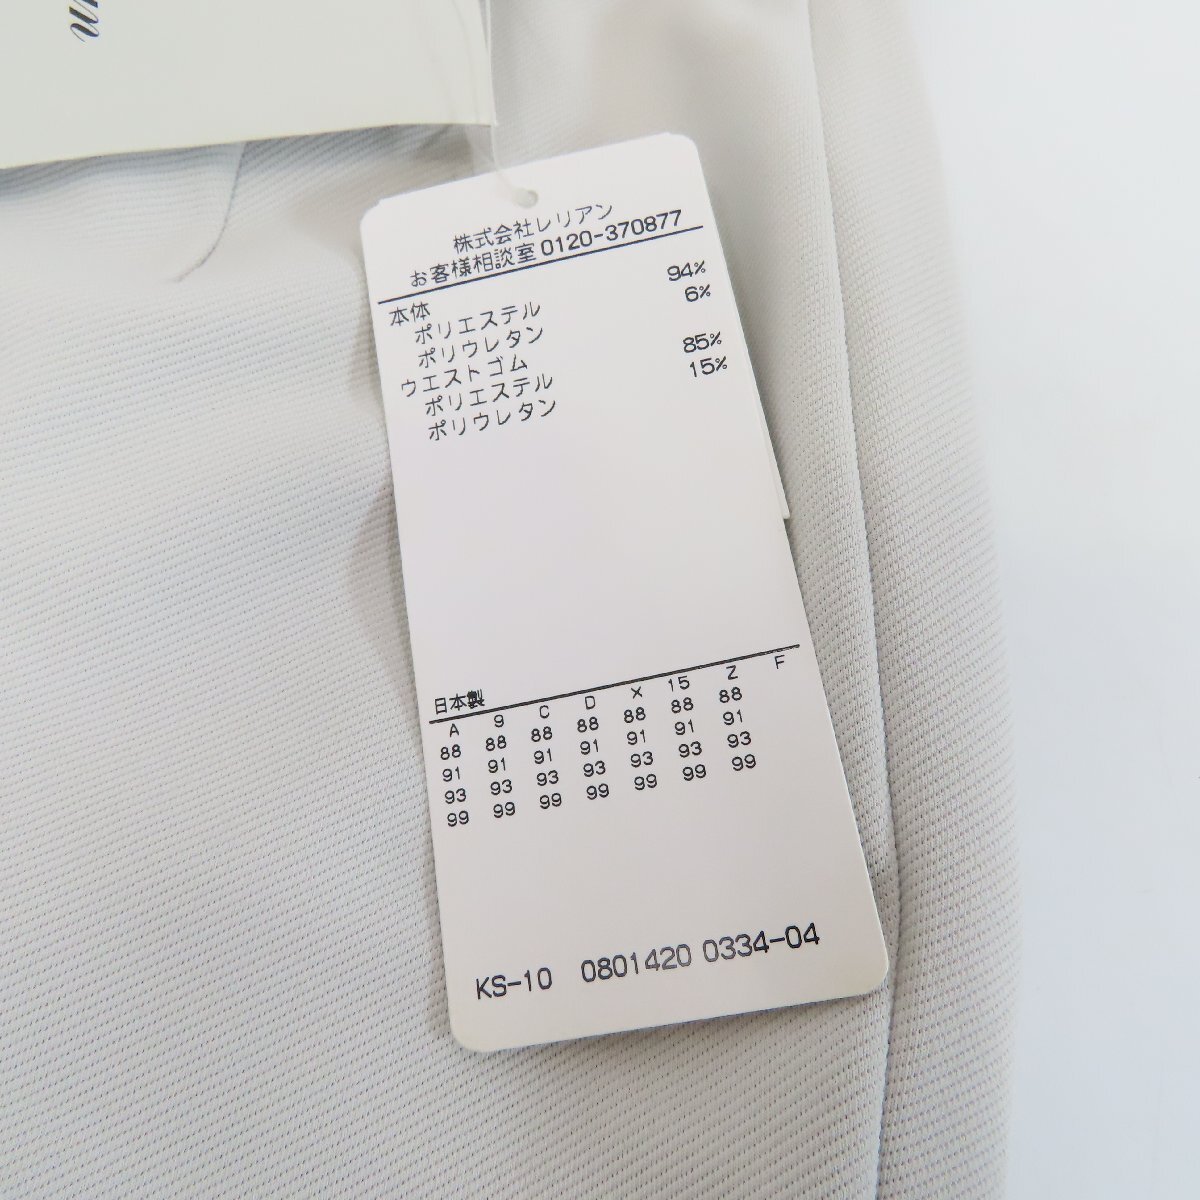 株式会社レリアン
お客様相談室0120-370877
本体
ポリエステル 94%
ポリウレタン 6%
ウエストゴム
ポリエステル 85%
ポリウレタン 15%
日本製
A 9 C D X 15 Z F
88 88 88 88 88 88 88
91 91 91 91 91 91 91
93 93 93 93 93 93 93
99 99 99 99 99 99 99
KS-10 0801420 0334-04